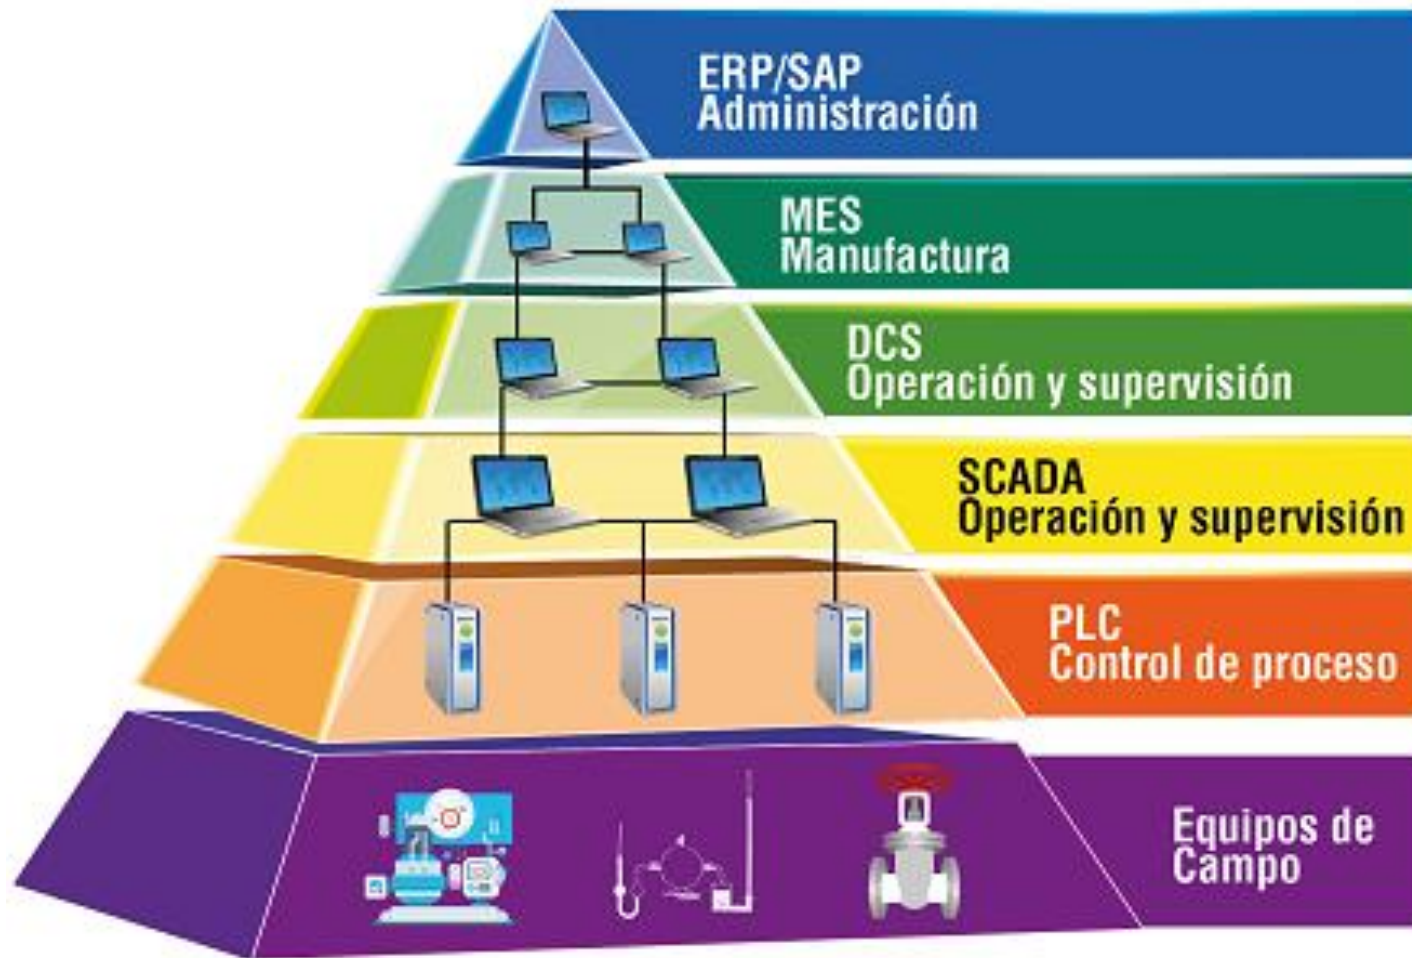 ERP/SAP
Administración
MES
Manufactura
DCS
Operación y supervisión
SCADA
Operación y supervisión
PLC
Control de proceso
Equipos de
Campo